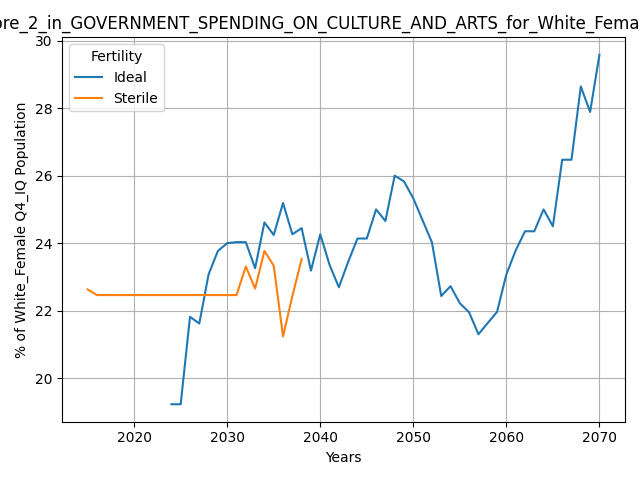 ore_2_in_GOVERNMENT_SPENDING_ON_CULTURE_AND_ARTS_for_White_Fema
Fertility
Ideal
Sterile
% of White_Female Q4_IQ Population
30
28
26
24
22
20
2020 2030 2040 2050 2060 2070
Years